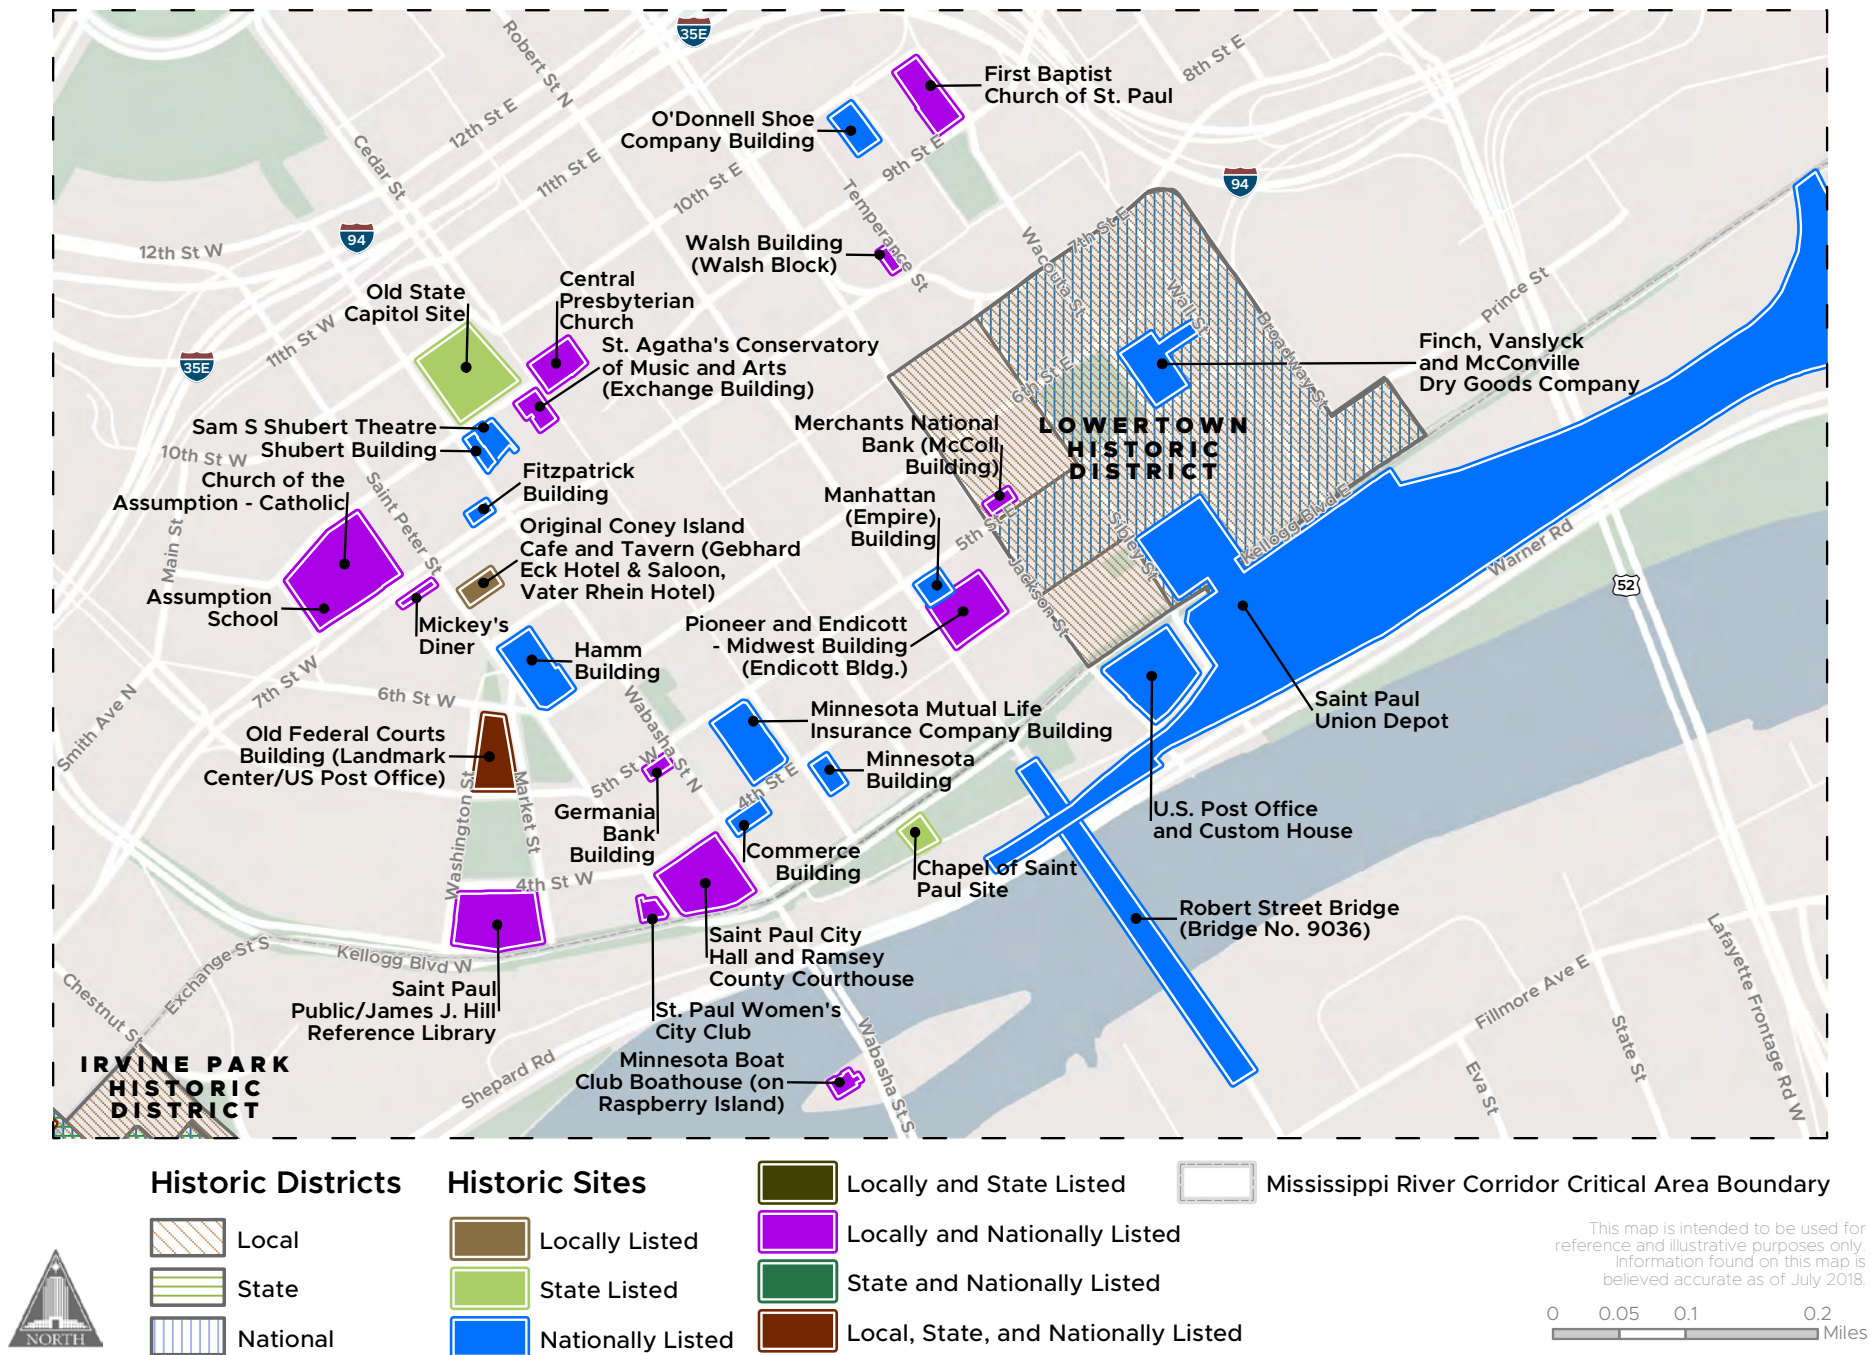 35E
Robert St N
8th St E
First Baptist
Church of St. Paul
O'Donnell Shoe
Company Building
12th St E
Cedar St
11th St E
10th St E
9th St E
Temperance St
94
7th St E
Wacouta St
12th St W
94
Walsh Building
(Walsh Block)
Old State
Capitol Site
Central
Presbyterian
Church
11th St W
35E
St. Agatha's Conservatory
of Music and Arts
(Exchange Building)
Wall St
Broadway St
Prince St
Finch, Vanslyck
and McConville
Dry Goods Company
6th St E
Sam S Shubert Theatre
Shubert Building
10th St W
Merchants National
Bank (McColl
Building)
LOWERTOWN
HISTORIC
DISTRICT
Church of the
Assumption - Catholic
Saint Peter St
Fitzpatrick
Building
Manhattan
(Empire)
Building
5th St E
Sibley St
Kellogg Blvd E
Warner Rd
Main St
Original Coney Island
Cafe and Tavern (Gebhard
Eck Hotel & Saloon,
Vater Rhein Hotel)
Jackson St
52
Assumption
School
Mickey's
Diner
Pioneer and Endicott
- Midwest Building
(Endicott Bldg.)
Hamm
Building
7th St W
6th St W
Smith Ave N
Wabasha St N
Saint Paul
Union Depot
Minnesota Mutual Life
Insurance Company Building
Old Federal Courts
Building (Landmark
Center/US Post Office)
5th St W
4th St E
Minnesota
Building
Washington St
Market St
Germania
Bank
Building
Commerce
Building
U.S. Post Office
and Custom House
Chapel of Saint
Paul Site
4th St W
Robert Street Bridge
(Bridge No. 9036)
Lafayette Frontage Rd W
Saint Paul City
Hall and Ramsey
County Courthouse
Exchange St S
Kellogg Blvd W
Chestnut St
Saint Paul
Public/James J. Hill
Reference Library
St. Paul Women's
City Club
Fillmore Ave E
State St
Eva St
Wabasha St S
Shepard Rd
Minnesota Boat
Club Boathouse (on
Raspberry Island)
IRVINE PARK
HISTORIC
DISTRICT
Historic Districts
Local
State
National
Historic Sites
Locally Listed
State Listed
Nationally Listed
Locally and State Listed
Locally and Nationally Listed
State and Nationally Listed
Local, State, and Nationally Listed
Mississippi River Corridor Critical Area Boundary
This map is intended to be used for
reference and illustrative purposes only.
Information found on this map is
believed accurate as of July 2018.
0 0.05 0.1 0.2
Miles
NORTH